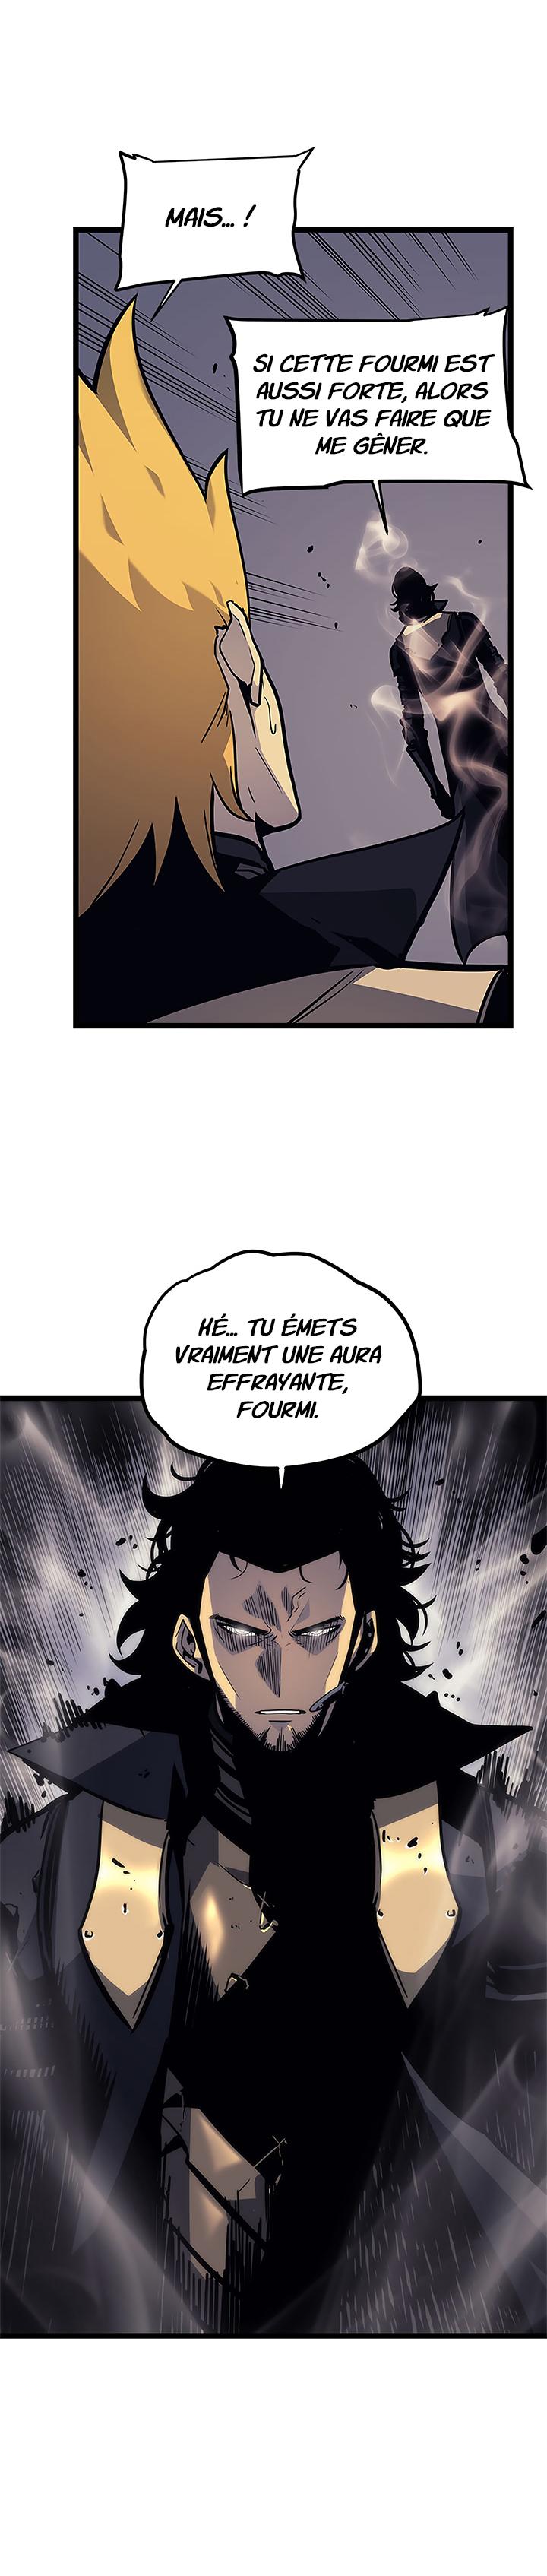 MAIS... !
SI CETTE FOURMI EST
AUSSI FORTE, ALORS
TU NE VAS FAIRE QUE
ME GÊNER.
HÉ... TU ÉMETS
VRAIMENT UNE AURA
EFFRAYANTE,
FOURMI.